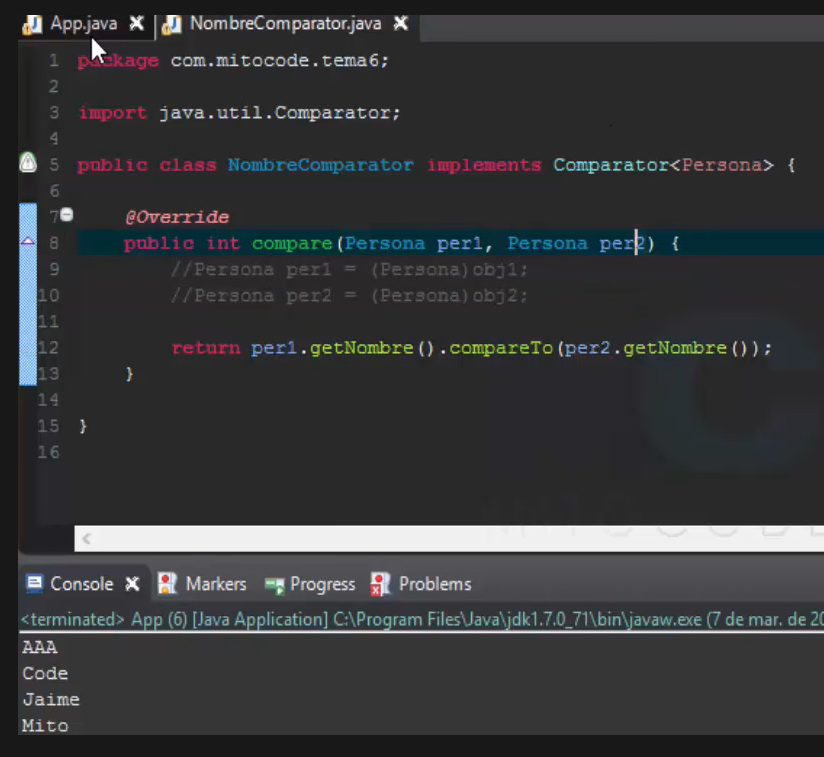 App.java NombreComparator.java
1 package com.mitocode.tema6;
2
3 import java.util.Comparator;
4
5 public class NombreComparator implements Comparator<Persona> {
6
7 @Override
8 public int compare(Persona per1, Persona per2) {
9 //Persona per1 = (Persona)obj1;
10 //Persona per2 = (Persona)obj2;
11
12 return per1.getNombre().compareTo(per2.getNombre());
13 }
14
15 }
16
Console Markers Progress Problems
<terminated> App (6) [Java Application] C:\Program Files\Java\jdk1.7.0_71\bin\javaw.exe (7 de mar. de 20
AAA
Code
Jaime
Mito